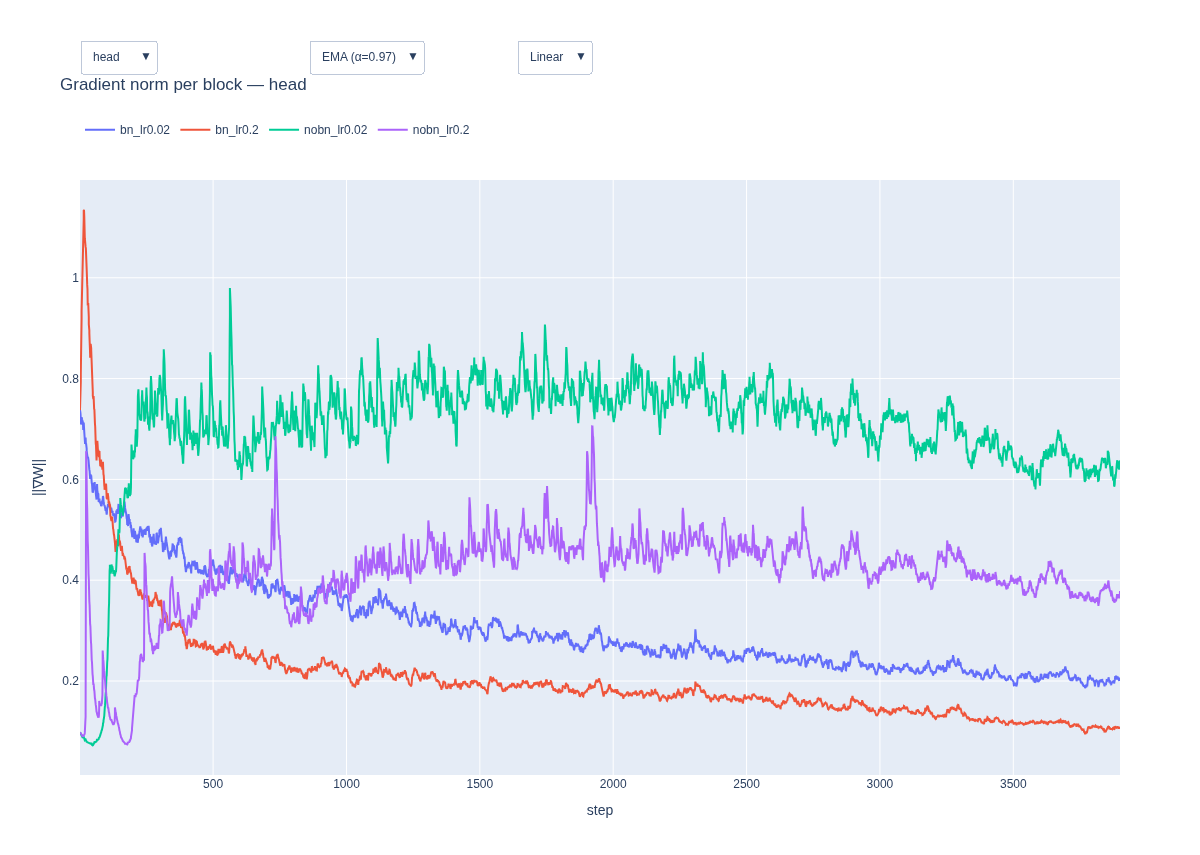 head ▼ EMA (α=0.97) ▼ Linear ▼
Gradient norm per block — head
bn_lr0.02 bn_lr0.2 nobn_lr0.02 nobn_lr0.2
1
0.8
0.6
||∇W||
0.4
0.2
500 1000 1500 2000 2500 3000 3500
step